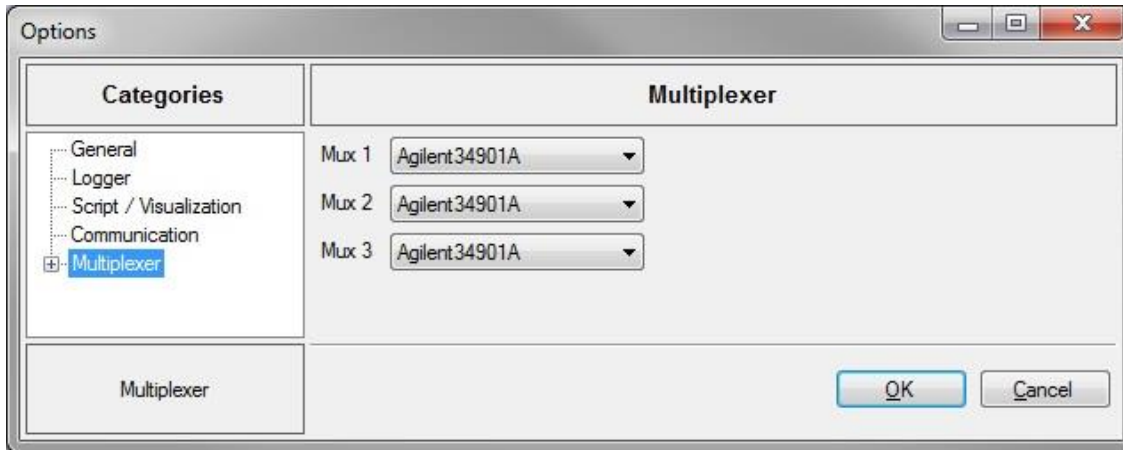 Options
Categories
Multiplexer
General
Logger
Script / Visualization
Communication
Multiplexer
Mux 1 Agilent34901A
Mux 2 Agilent34901A
Mux 3 Agilent34901A
Multiplexer
OK Cancel